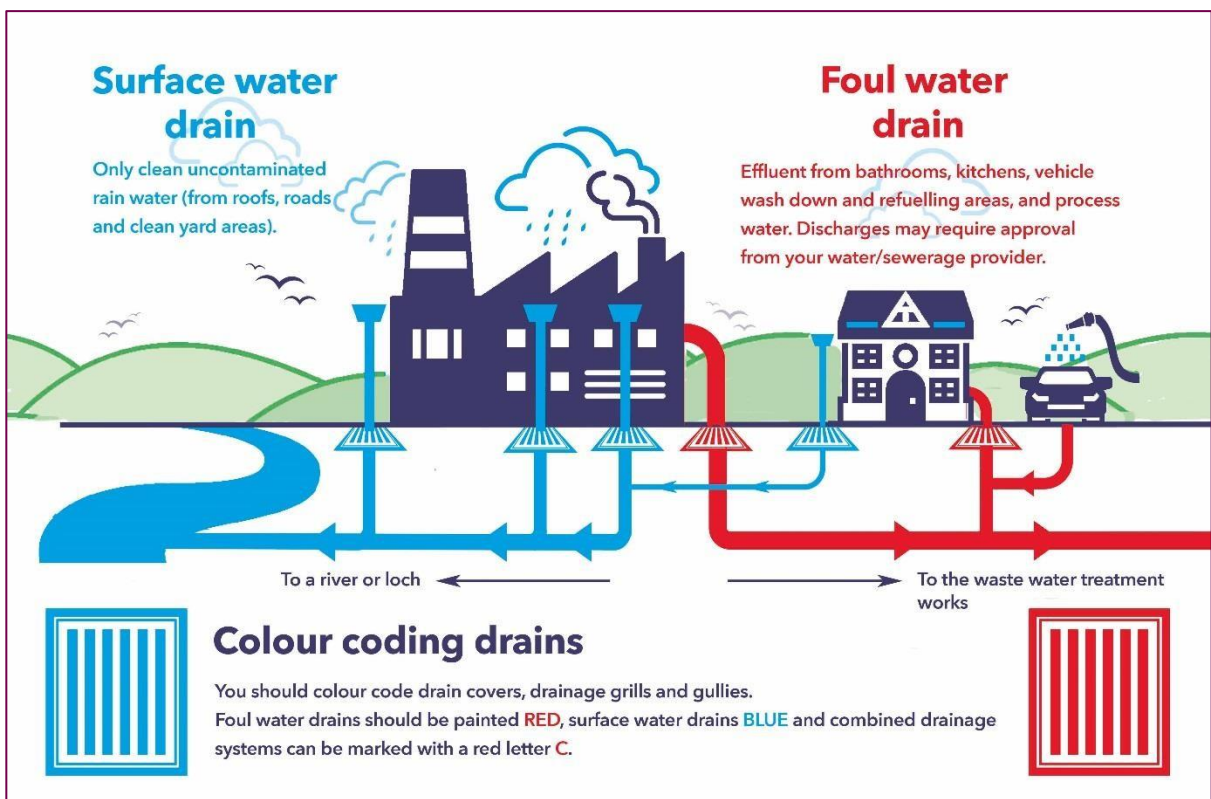 Surface water
drain
Only clean uncontaminated
rain water (from roofs, roads
and clean yard areas).
Foul water
drain
Effluent from bathrooms, kitchens, vehicle
wash down and refuelling areas, and process
water. Discharges may require approval
from your water/sewerage provider.
To a river or loch
To the waste water treatment
works
Colour coding drains
You should colour code drain covers, drainage grills and gullies.
Foul water drains should be painted RED, surface water drains BLUE and combined drainage
systems can be marked with a red letter C.